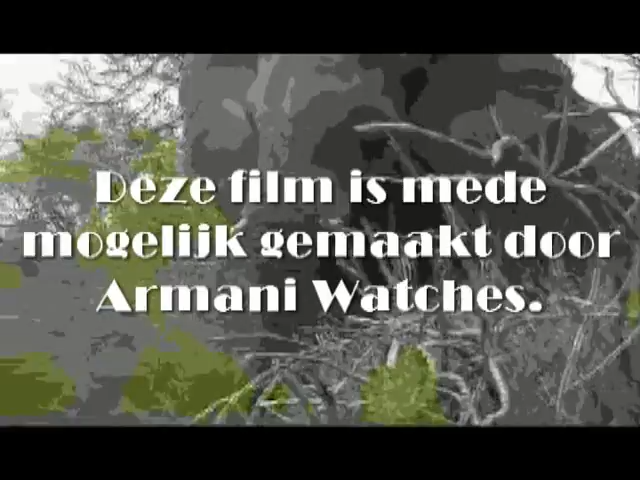 Deze film is mede
mogelijk gemaakt door
Armani Watches.